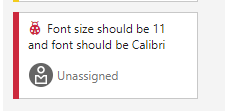 Font size should be 11
and font should be Calibri
Unassigned